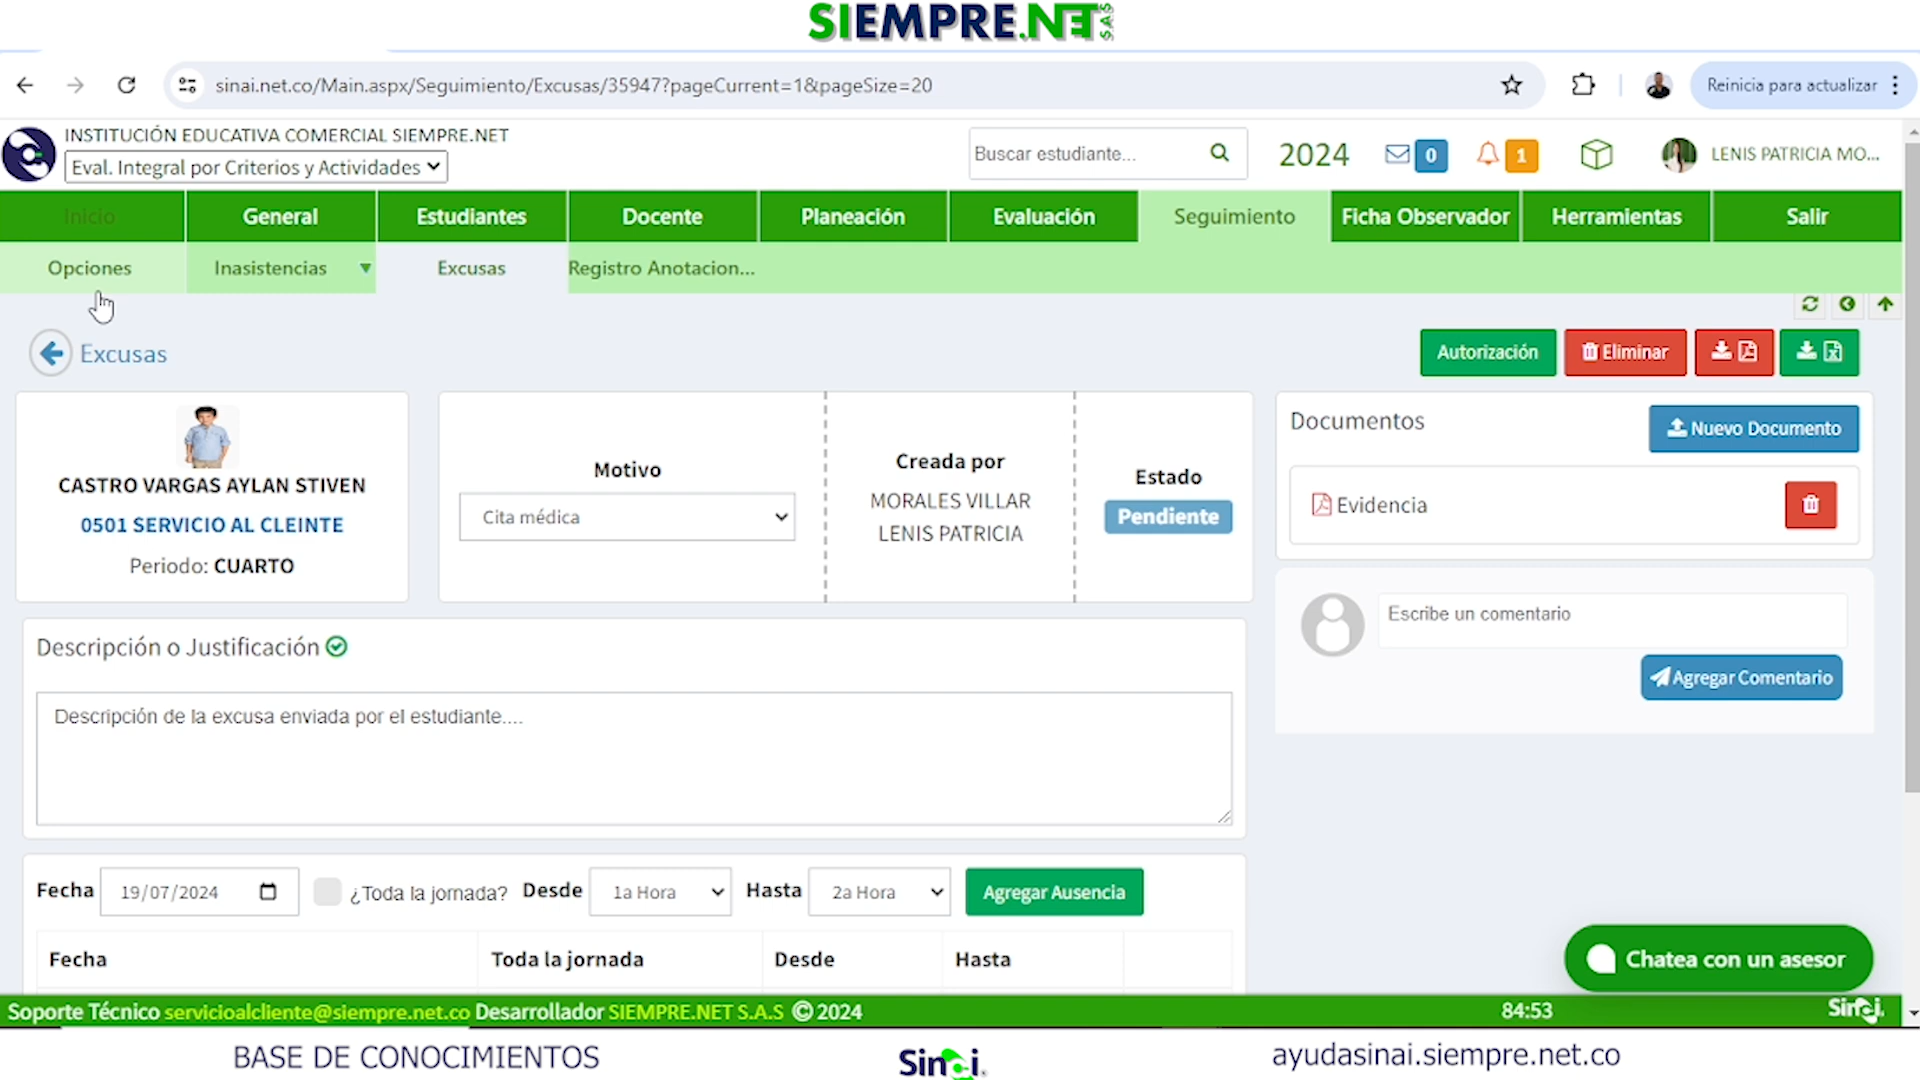 SIEMPRE.NET S.A.S
sinai.net.co/Main.aspx/Seguimiento/Excusas/35947?pageCurrent=1&pageSize=20
Reinicia para actualizar
INSTITUCIÓN EDUCATIVA COMERCIAL SIEMPRE.NET
Eval. Integral por Criterios y Actividades
Buscar estudiante...
2024
0
1
LENIS PATRICIA MO...
Inicio
General
Estudiantes
Docente
Planeación
Evaluación
Seguimiento
Ficha Observador
Herramientas
Salir
Opciones
Inasistencias
Excusas
Registro Anotacion...
Excusas
Autorización
Eliminar
CASTRO VARGAS AYLAN STIVEN
0501 SERVICIO AL CLEINTE
Periodo: CUARTO
Motivo
Cita médica
Creada por
MORALES VILLAR
LENIS PATRICIA
Estado
Pendiente
Documentos
Nuevo Documento
Evidencia
Escribe un comentario
Agregar Comentario
Descripción o Justificación
Descripción de la excusa enviada por el estudiante....
Fecha 19/07/2024 ¿Toda la jornada? Desde 1a Hora Hasta 2a Hora Agregar Ausencia
Fecha Toda la jornada Desde Hasta
Chatea con un asesor
Soporte Técnico servicioalcliente@siempre.net.co Desarrollador SIEMPRE.NET S.A.S © 2024
84:53
Sinai.
BASE DE CONOCIMIENTOS
Sinai.
ayudasinai.siempre.net.co